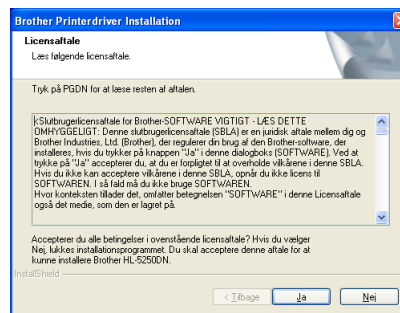 Brother Printerdriver Installation
Licensaftale
Læs følgende licensaftale.
Tryk på PGDN for at læse resten af aftalen.
<Slutbrugerlicensaftale for Brother-SOFTWARE VIGTIGT - LÆS DETTE
OMHYGGELIGT: Denne slutbrugerlicensaftale (SBLA) er en juridisk aftale mellem dig og
Brother Industries, Ltd. (Brother), der regulerer din brug af den Brother-software, der
installeres, hvis du trykker på knappen "Ja" i denne dialogboks (SOFTWARE). Ved at
trykke på "Ja" accepterer du, at du er forpligtet til at overholde vilkårene i denne SBLA.
Hvis du ikke kan acceptere vilkårene i denne SBLA, opnår du ikke licens til
SOFTWAREN. I så fald må du ikke bruge SOFTWAREN.
Hvor konteksten tillader det, omfatter betegnelsen "SOFTWARE" i denne Licensaftale
også det medie, som den er lagret på.
Accepterer du alle betingelser i ovenstående licensaftale? Hvis du vælger
Nej, lukkes installationsprogrammet. Du skal acceptere denne aftale for at
kunne installere Brother HL-5250DN.
InstallShield
< Tilbage
Ja
Nej